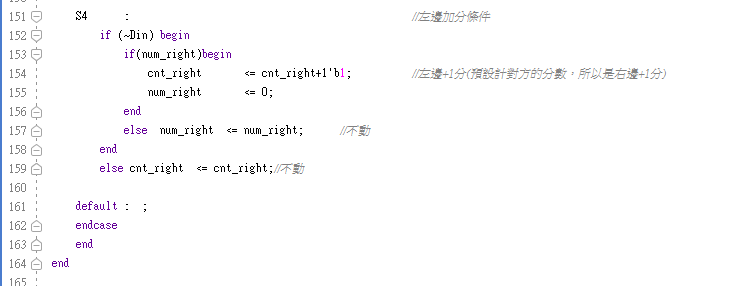 151 S4 : //左邊加分條件
152 if (~Din) begin
153 if(num_right)begin
154 cnt_right <= cnt_right+1'b1; //左邊+1分(預設計對方的分數，所以是右邊+1分)
155 num_right <= 0;
156 end
157 else num_right <= num_right; //不動
158 end
159 else cnt_right <= cnt_right;//不動
160
161 default : ;
162 endcase
163 end
164 end
165